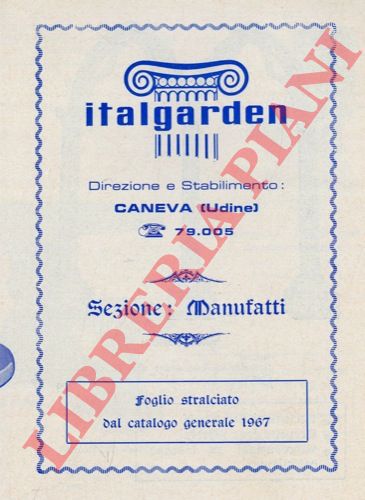 italgarden
Direzione e Stabilimento:
CANEVA (Udine)
☎ 79.005
Sezione: Manufatti
Foglio stralciato
dal catalogo generale 1967
LIBRERIA PIANI